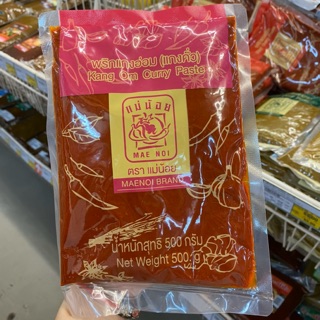 พริกแกงอ่อม (แกงคั่ว)
Kang Om Curry Paste
แม่น้อย
MAE NOI
ตรา แม่น้อย
MAENOI BRAND
น้ำหนักสุทธิ 500 กรัม
Net Weight 500 g